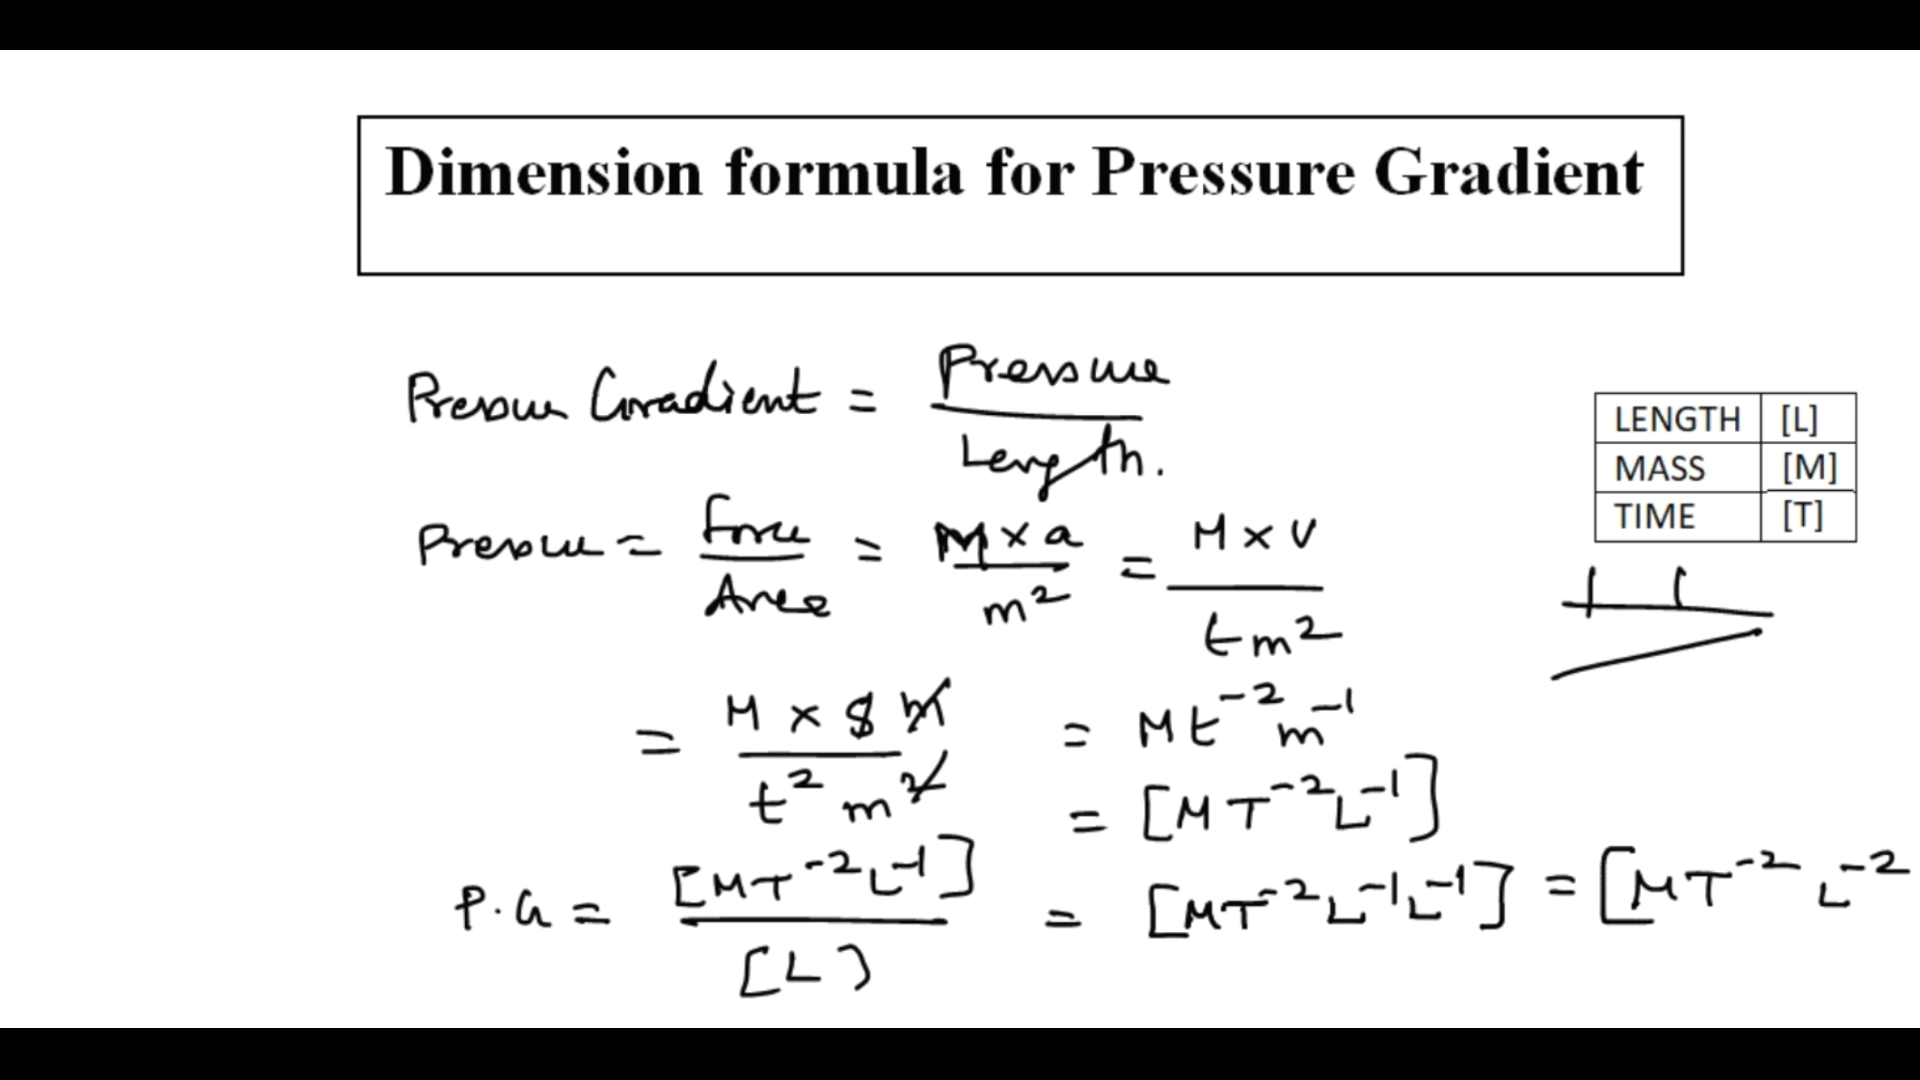 Dimension formula for Pressure Gradient
Pressure Gradient = Pressure / Length.
LENGTH [L]
MASS [M]
TIME [T]
Pressure = Force / Area = M × a / m² = M × v / t m²
= M × m / t² m² = M t⁻² m⁻¹
= [M T⁻² L⁻¹]
P.G = [M T⁻² L⁻¹] / [L] = [M T⁻² L⁻¹ L⁻¹] = [M T⁻² L⁻²